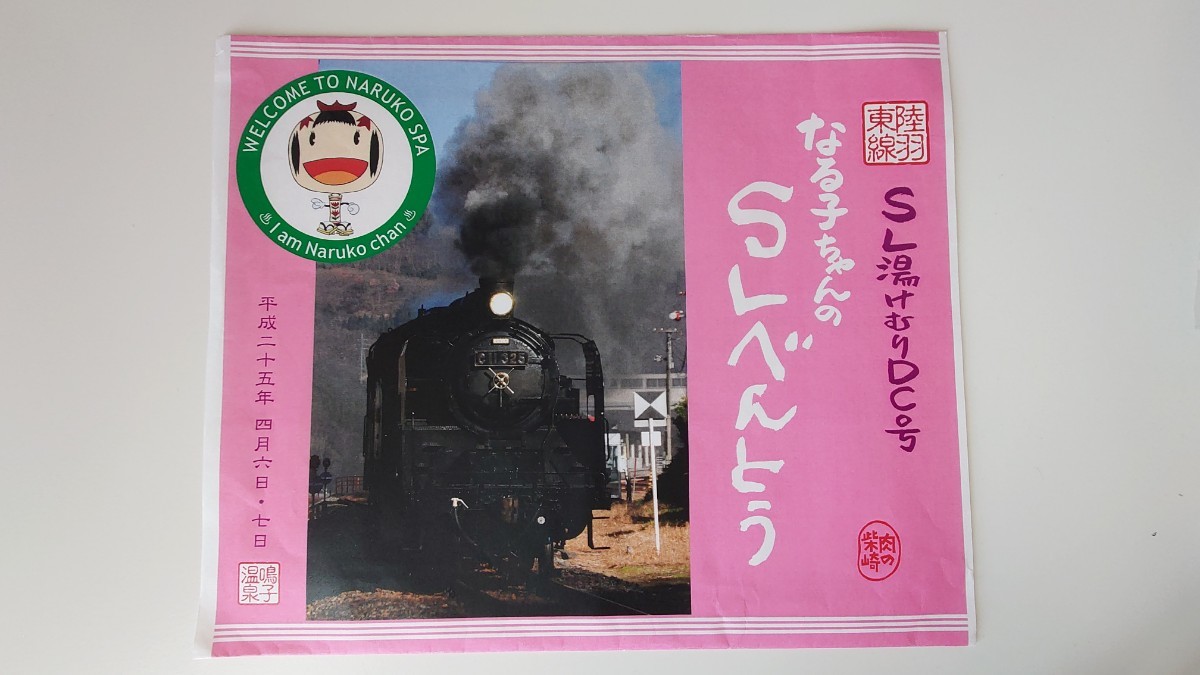 陸羽
東線
SL湯けむりDC号
なる子ちゃんの
SLべんとう
肉の
柴崎
WELCOME TO NARUKO SPA
I am Naruko chan
C11 325
平成二十五年 四月六日・七日
鳴子
温泉